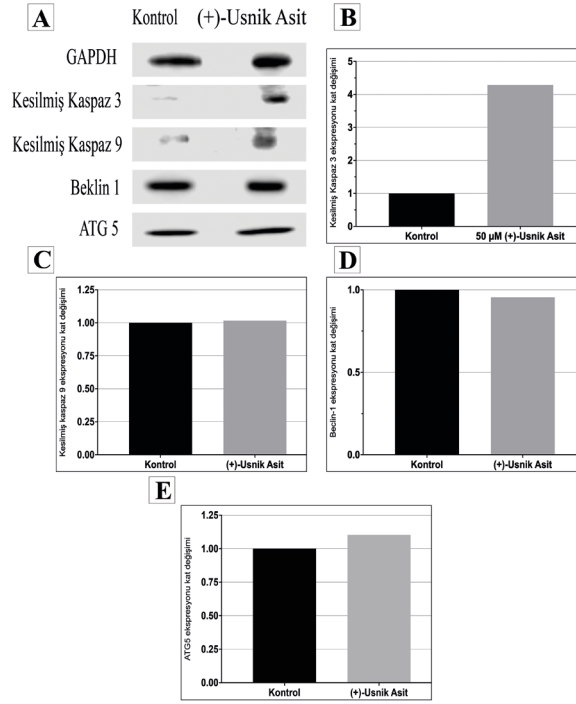 A
Kontrol (+)-Usnik Asit
GAPDH
Kesilmiş Kaspaz 3
Kesilmiş Kaspaz 9
Beklin 1
ATG 5
B
Kesilmiş Kaspaz 3 ekspresyonu kat değişimi
5
4
3
2
1
0
Kontrol 50 µM (+)-Usnik Asit
C
Kesilmiş kaspaz 9 ekspresyonu kat değişimi
1.25
1.00
0.75
0.50
0.25
0.00
Kontrol (+)-Usnik Asit
D
Beclin-1 ekspresyonu kat değişimi
1.0
0.5
0.0
Kontrol (+)-Usnik Asit
E
ATG5 ekspresyonu kat değişimi
1.25
1.00
0.75
0.50
0.25
0.00
Kontrol (+)-Usnik Asit